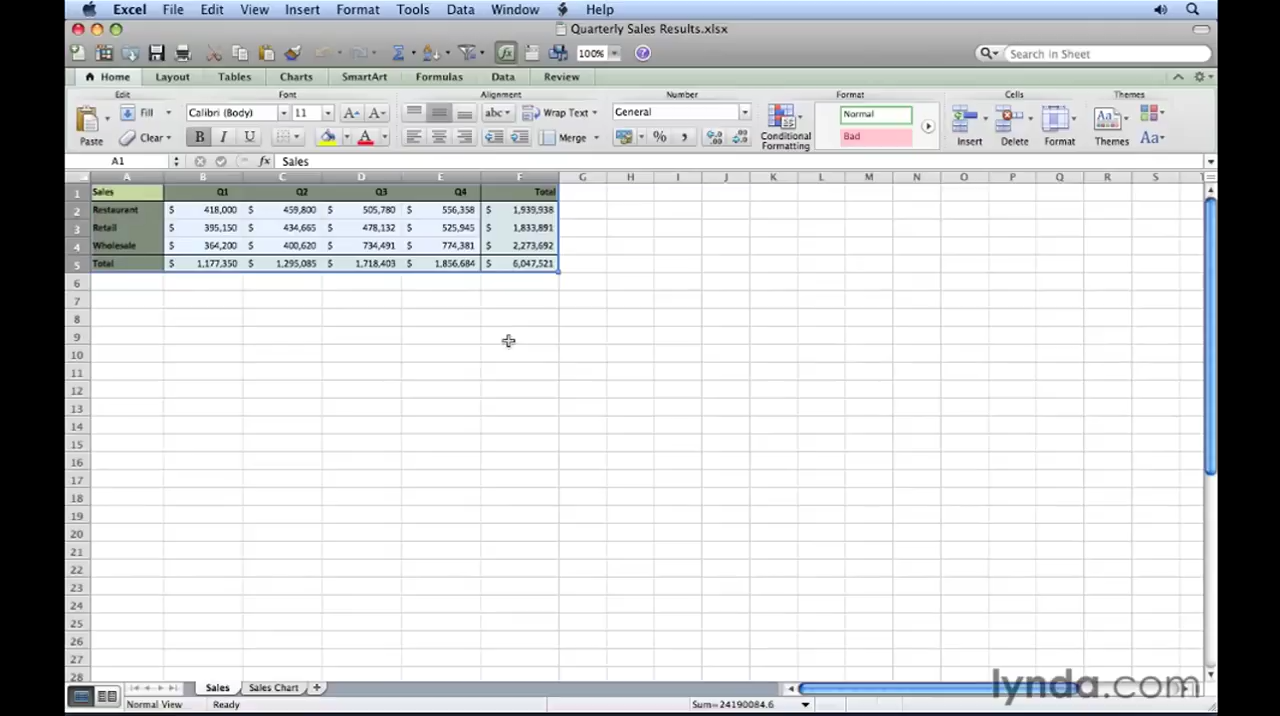 Excel File Edit View Insert Format Tools Data Window Help
Quarterly Sales Results.xlsx
100% Search in Sheet
Home Layout Tables Charts SmartArt Formulas Data Review
Edit Font Alignment Number Format Cells Themes
Fill Calibri (Body) 11 abc Wrap Text General Normal
Paste Clear B I U Merge % Conditional Formatting Bad Insert Delete Format Themes Aa
A1 fx Sales
A B C D E F G H I J K L M N O P Q R S T
1 Sales Q1 Q2 Q3 Q4 Total
2 Restaurant $ 418,000 $ 459,800 $ 505,780 $ 556,358 $ 1,939,938
3 Retail $ 395,150 $ 434,665 $ 478,132 $ 525,945 $ 1,833,891
4 Wholesale $ 364,200 $ 400,620 $ 734,491 $ 774,381 $ 2,273,692
5 Total $ 1,177,350 $ 1,295,085 $ 1,718,403 $ 1,856,684 $ 6,047,521
6
7
8
9
10
11
12
13
14
15
16
17
18
19
20
21
22
23
24
25
26
27
28
lynda.com
Sales Sales Chart
Normal View Ready Sum=24190084.6